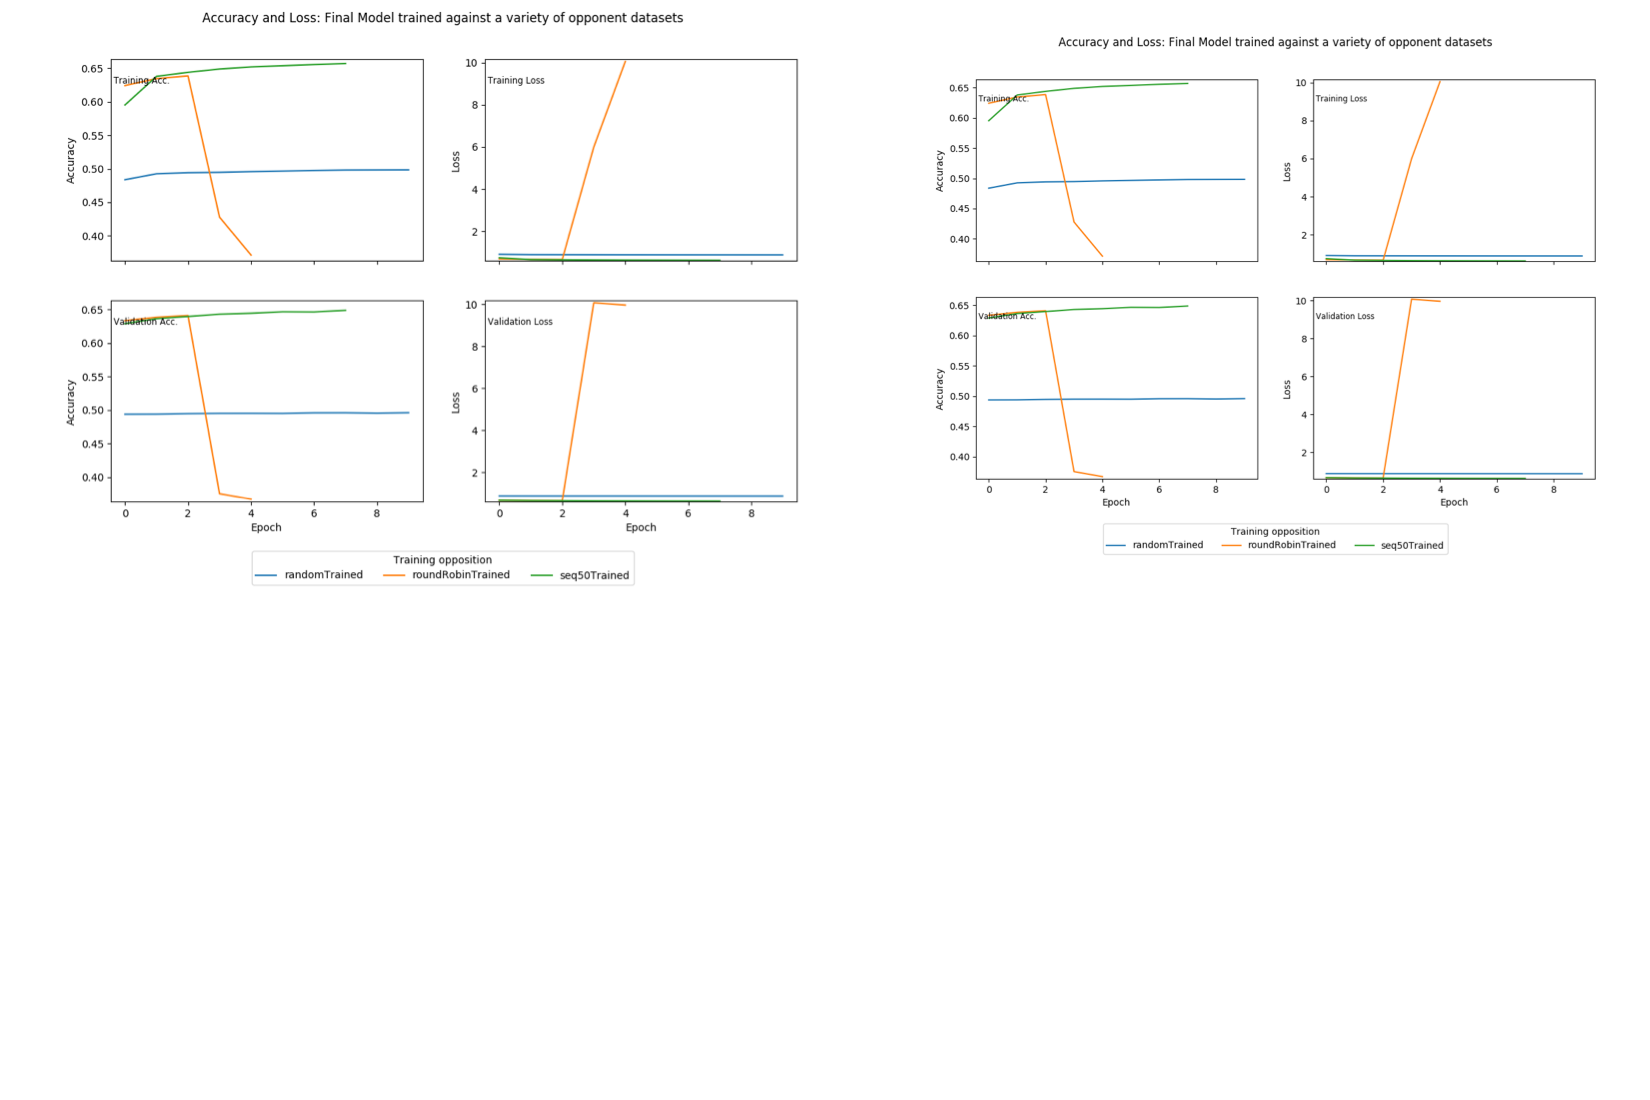 Accuracy and Loss: Final Model trained against a variety of opponent datasets
Training Acc.
0.65
0.60
0.55
0.50
0.45
0.40
Accuracy
Training Loss
10
8
6
4
2
Loss
Validation Acc.
0.65
0.60
0.55
0.50
0.45
0.40
Accuracy
0 2 4 6 8
Epoch
Validation Loss
10
8
6
4
2
Loss
0 2 4 6 8
Epoch
Training opposition
randomTrained roundRobinTrained seq50Trained
Accuracy and Loss: Final Model trained against a variety of opponent datasets
Training Acc.
0.65
0.60
0.55
0.50
0.45
0.40
Accuracy
Training Loss
10
8
6
4
2
Loss
Validation Acc.
0.65
0.60
0.55
0.50
0.45
0.40
Accuracy
0 2 4 6 8
Epoch
Validation Loss
10
8
6
4
2
Loss
0 2 4 6 8
Epoch
Training opposition
randomTrained roundRobinTrained seq50Trained